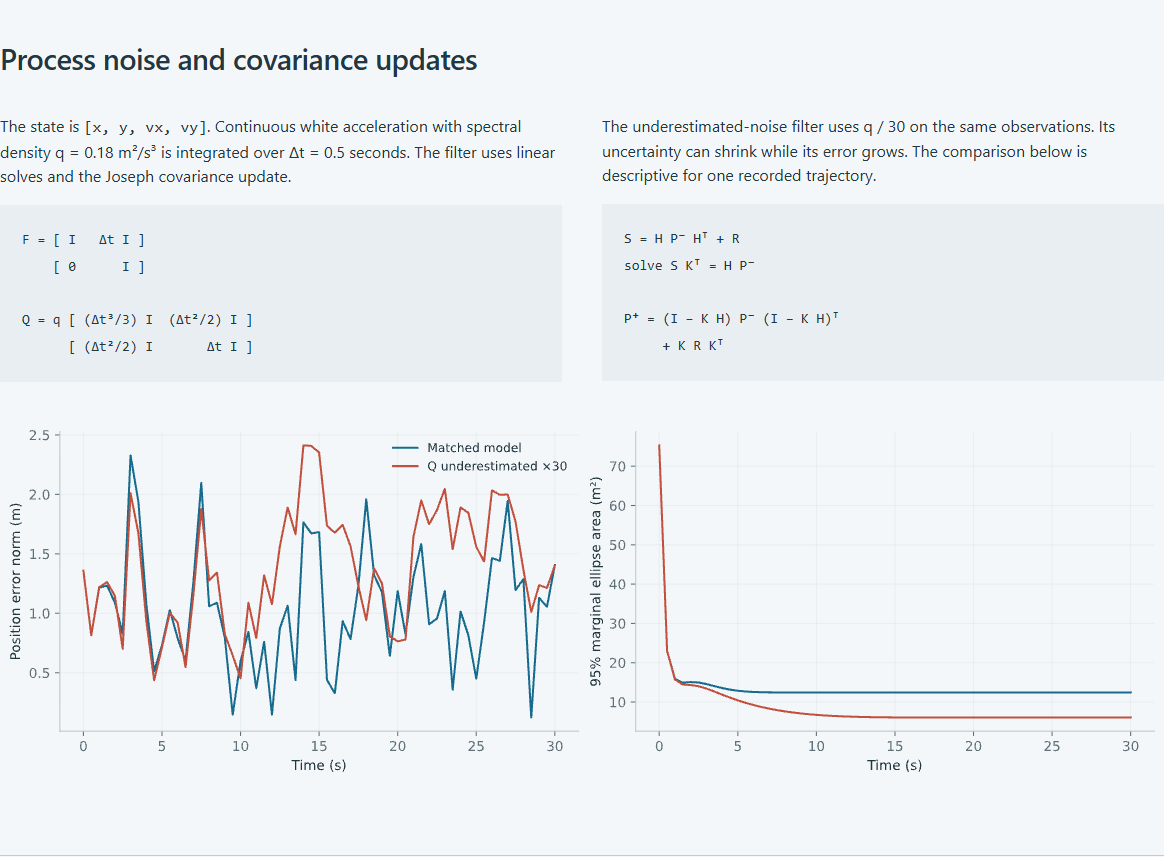 Process noise and covariance updates
The state is [x, y, vx, vy]. Continuous white acceleration with spectral
density q = 0.18 m²/s³ is integrated over Δt = 0.5 seconds. The filter uses linear
solves and the Joseph covariance update.
F = [ I   Δt I ]
    [ 0      I ]
Q = q [ (Δt³/3) I  (Δt²/2) I ]
      [ (Δt²/2) I       Δt I ]
The underestimated-noise filter uses q / 30 on the same observations. Its
uncertainty can shrink while its error grows. The comparison below is
descriptive for one recorded trajectory.
S = H P⁻ Hᵀ + R
solve S Kᵀ = H P⁻
P⁺ = (I − K H) P⁻ (I − K H)ᵀ
     + K R Kᵀ
Position error norm (m)
2.5
2.0
1.5
1.0
0.5
Matched model
Q underestimated ×30
0 5 10 15 20 25 30
Time (s)
95% marginal ellipse area (m²)
70
60
50
40
30
20
10
0 5 10 15 20 25 30
Time (s)